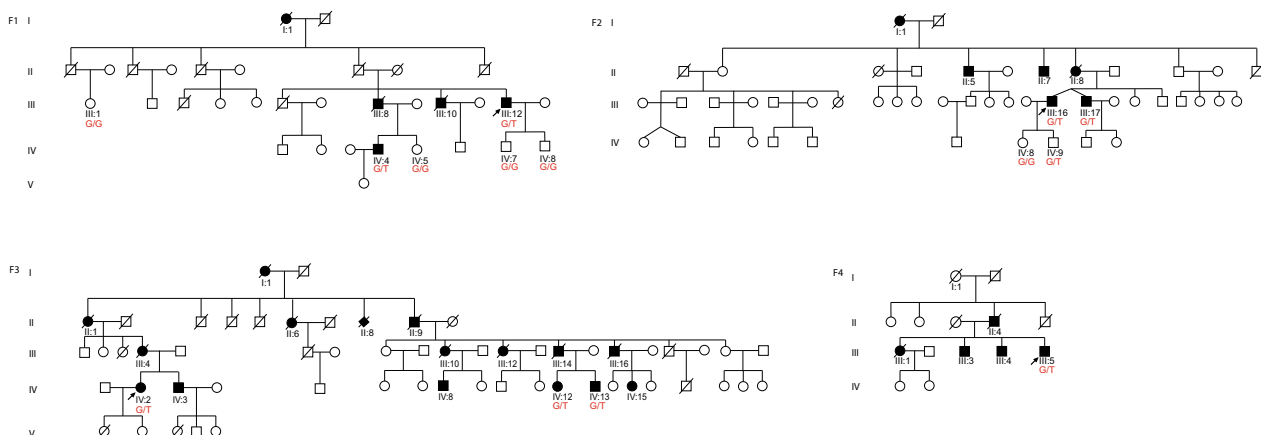 F1 I
I:1
II
III
III:1
G/G
III:8
III:10
III:12
G/T
IV
IV:4
G/T
IV:5
G/G
IV:7
G/G
IV:8
G/G
V
F2 I
I:1
II
II:5
II:7
II:8
III
III:16
G/T
III:17
G/T
IV
IV:8
G/G
IV:9
G/T
F3 I
I:1
II
II:1
II:6
II:8
II:9
III
III:4
III:10
III:12
III:14
III:16
IV
IV:2
G/T
IV:3
IV:8
IV:12
G/T
IV:13
G/T
IV:15
V
F4 I
I:1
II
II:4
III
III:1
III:3
III:4
III:5
G/T
IV